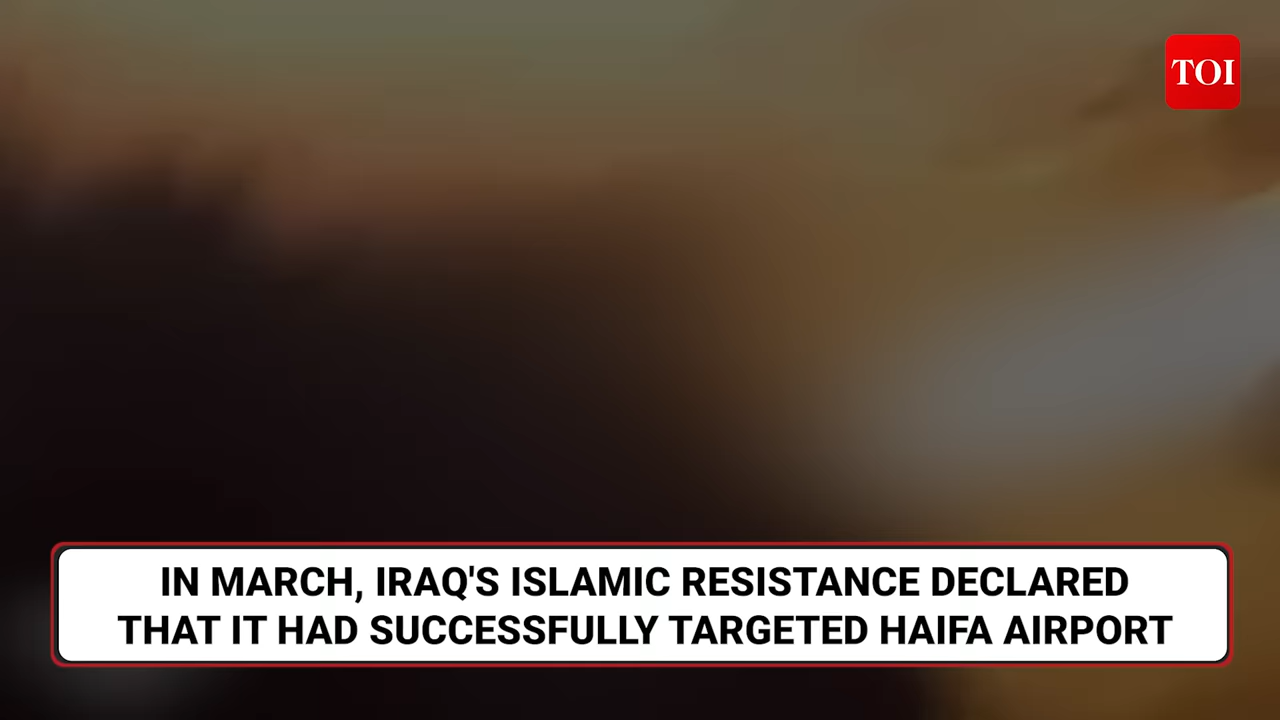 TOI
IN MARCH, IRAQ'S ISLAMIC RESISTANCE DECLARED
THAT IT HAD SUCCESSFULLY TARGETED HAIFA AIRPORT